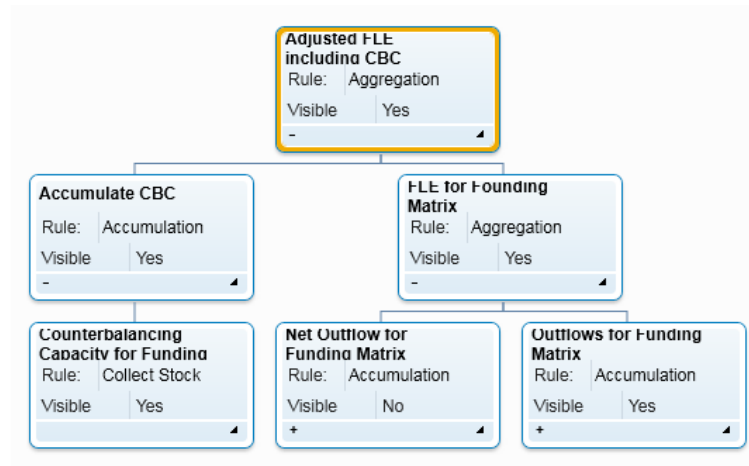 Adjusted FLE
including CBC
Rule: Aggregation
Visible Yes
-
Accumulate CBC
Rule: Accumulation
Visible Yes
-
FLE for Founding
Matrix
Rule: Aggregation
Visible Yes
-
Counterbalancing
Capacity for Funding
Rule: Collect Stock
Visible Yes
Net Outflow for
Funding Matrix
Rule: Accumulation
Visible No
+
Outflows for Funding
Matrix
Rule: Accumulation
Visible Yes
+